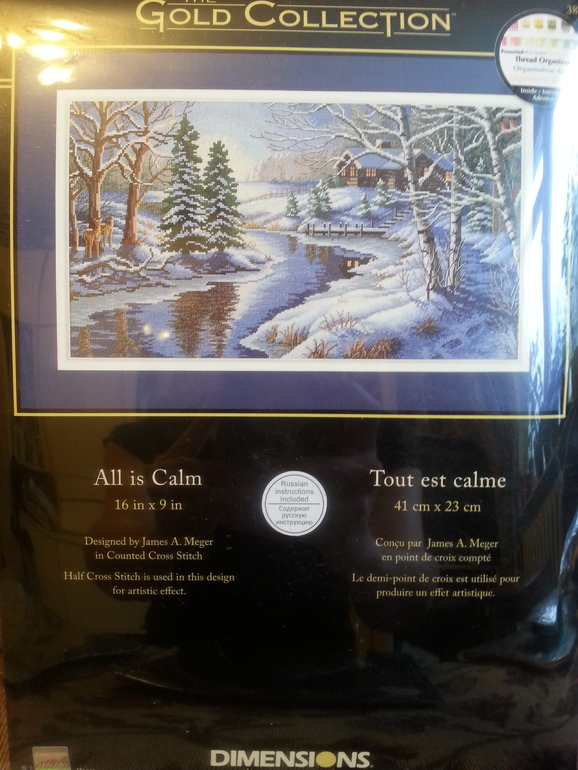 THE
GOLD COLLECTION
38
Thread Organiz
Organisateur d
All is Calm
16 in x 9 in
Designed by James A. Meger
in Counted Cross Stitch
Half Cross Stitch is used in this design
for artistic effect.
Russian
instructions
included
Содержит
русскую
инструкцию
Tout est calme
41 cm x 23 cm
Conçu par James A. Meger
en point de croix compté
Le demi-point de croix est utilisé pour
produire un effet artistique.
DIMENSIONS